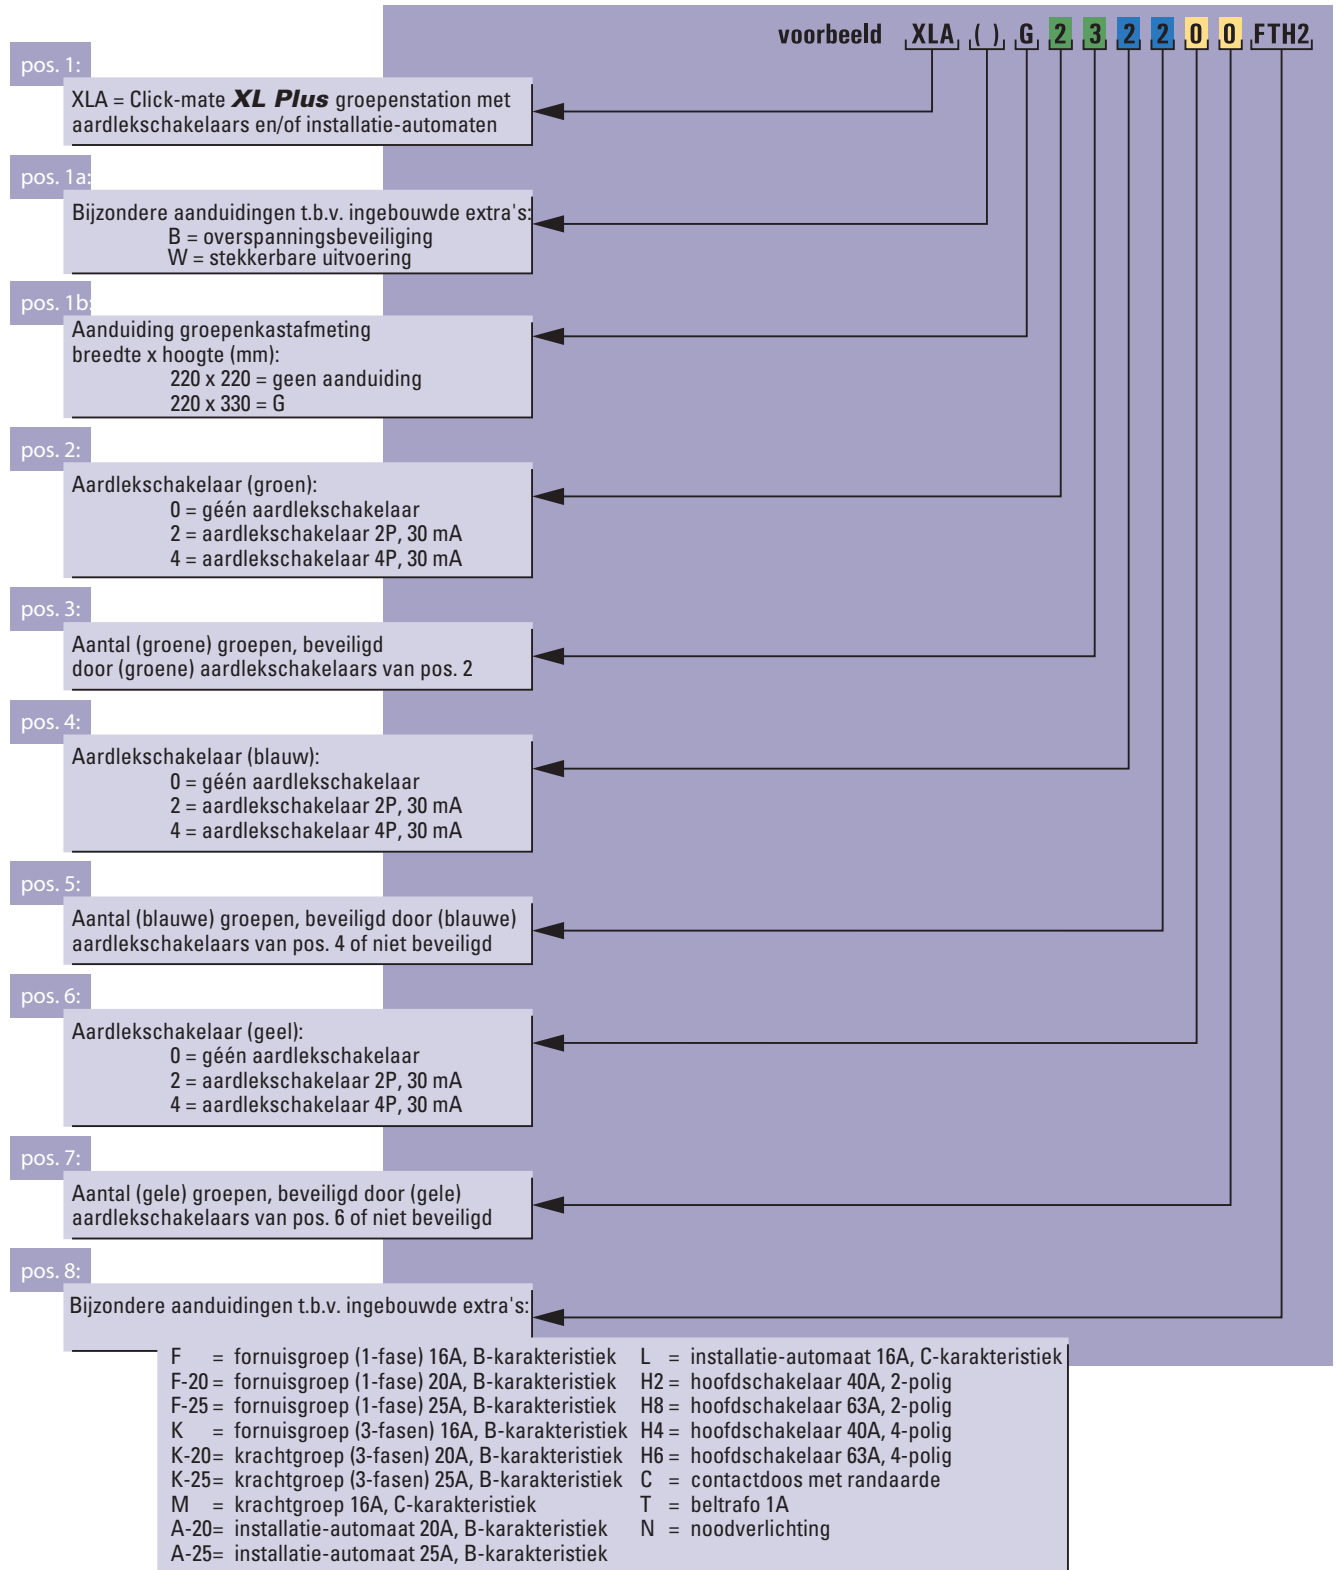 voorbeeld XLA ( ) G 2 3 2 2 0 0 FTH2
pos. 1:
XLA = Click-mate XL Plus groepenstation met
aardlekschakelaars en/of installatie-automaten
pos. 1a:
Bijzondere aanduidingen t.b.v. ingebouwde extra's:
B = overspanningsbeveiliging
W = stekkerbare uitvoering
pos. 1b:
Aanduiding groepenkastafmeting
breedte x hoogte (mm):
220 x 220 = geen aanduiding
220 x 330 = G
pos. 2:
Aardlekschakelaar (groen):
0 = géén aardlekschakelaar
2 = aardlekschakelaar 2P, 30 mA
4 = aardlekschakelaar 4P, 30 mA
pos. 3:
Aantal (groene) groepen, beveiligd
door (groene) aardlekschakelaars van pos. 2
pos. 4:
Aardlekschakelaar (blauw):
0 = géén aardlekschakelaar
2 = aardlekschakelaar 2P, 30 mA
4 = aardlekschakelaar 4P, 30 mA
pos. 5:
Aantal (blauwe) groepen, beveiligd door (blauwe)
aardlekschakelaars van pos. 4 of niet beveiligd
pos. 6:
Aardlekschakelaar (geel):
0 = géén aardlekschakelaar
2 = aardlekschakelaar 2P, 30 mA
4 = aardlekschakelaar 4P, 30 mA
pos. 7:
Aantal (gele) groepen, beveiligd door (gele)
aardlekschakelaars van pos. 6 of niet beveiligd
pos. 8:
Bijzondere aanduidingen t.b.v. ingebouwde extra's:
F = fornuisgroep (1-fase) 16A, B-karakteristiek
F-20 = fornuisgroep (1-fase) 20A, B-karakteristiek
F-25 = fornuisgroep (1-fase) 25A, B-karakteristiek
K = fornuisgroep (3-fasen) 16A, B-karakteristiek
K-20= krachtgroep (3-fasen) 20A, B-karakteristiek
K-25= krachtgroep (3-fasen) 25A, B-karakteristiek
M = krachtgroep 16A, C-karakteristiek
A-20= installatie-automaat 20A, B-karakteristiek
A-25= installatie-automaat 25A, B-karakteristiek
L = installatie-automaat 16A, C-karakteristiek
H2 = hoofdschakelaar 40A, 2-polig
H8 = hoofdschakelaar 63A, 2-polig
H4 = hoofdschakelaar 40A, 4-polig
H6 = hoofdschakelaar 63A, 4-polig
C = contactdoos met randaarde
T = beltrafo 1A
N = noodverlichting